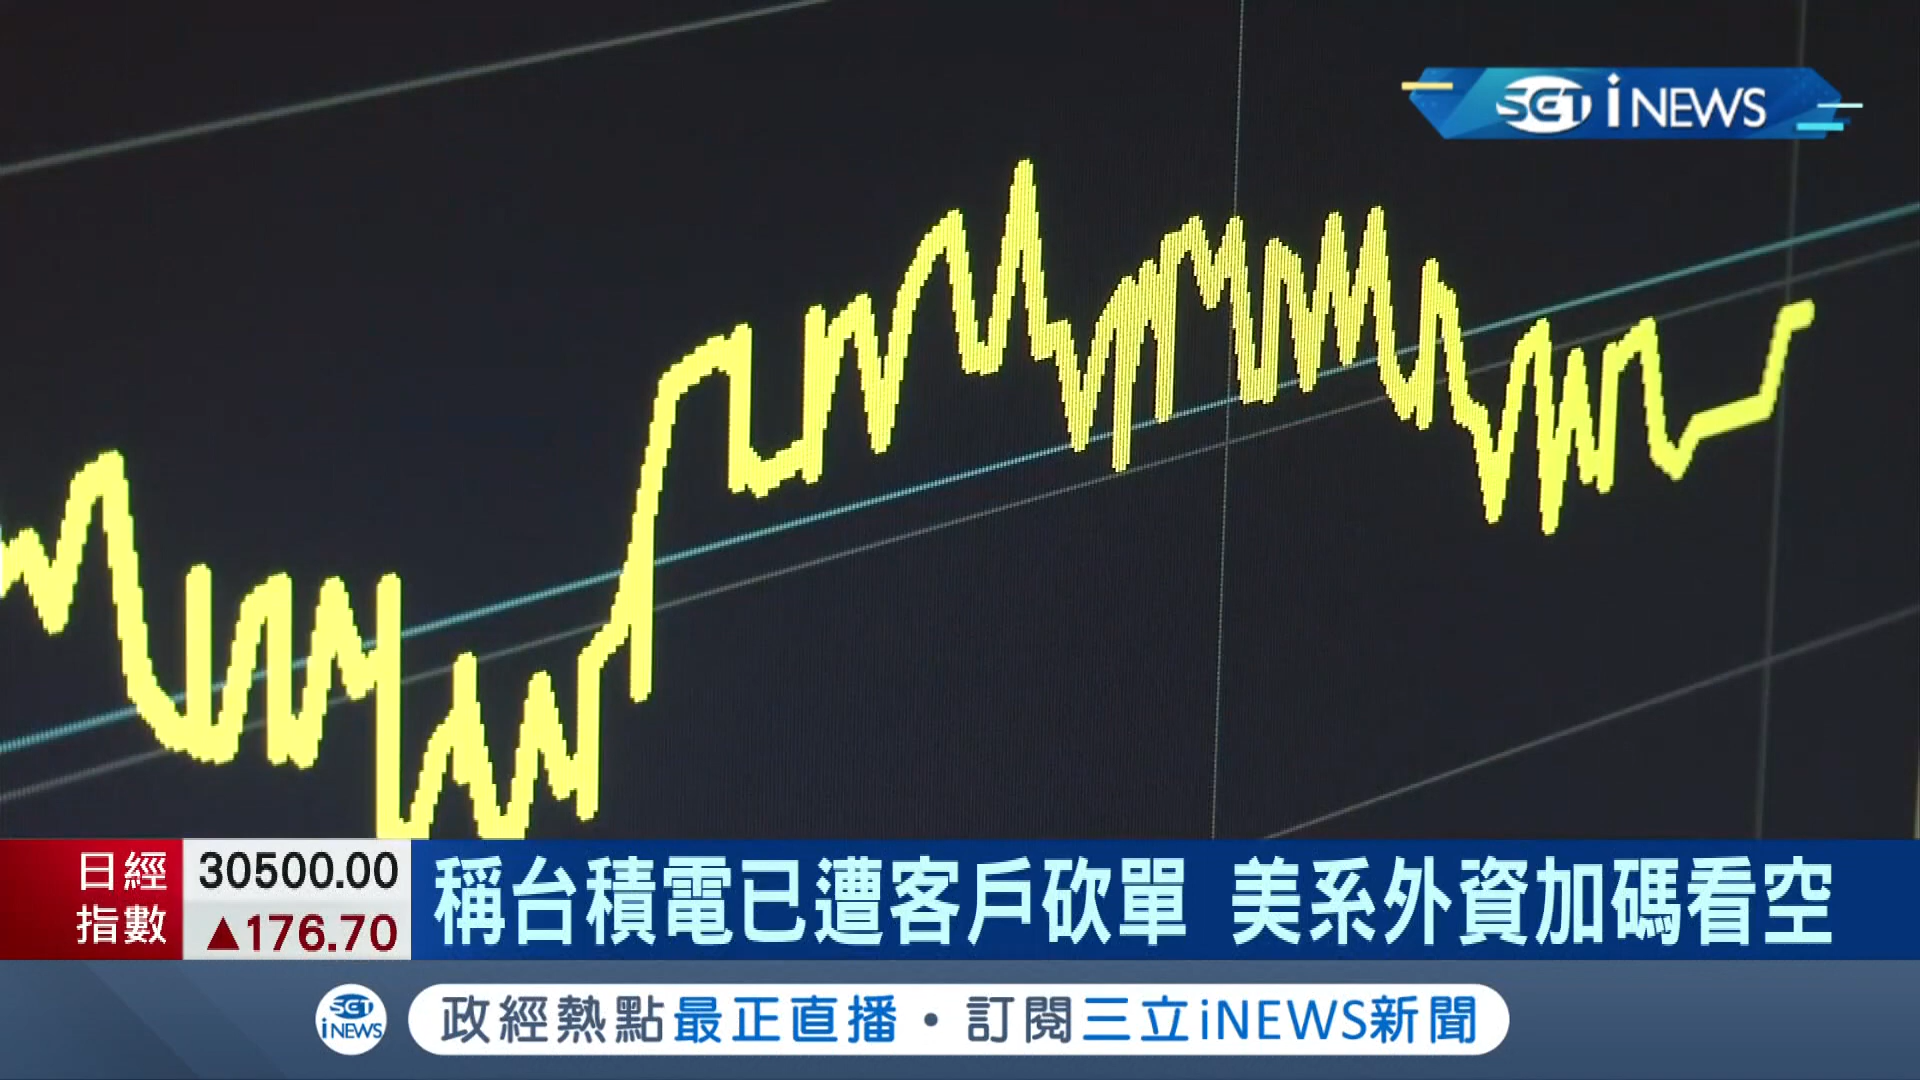 SET iNEWS
日經
指數
30500.00
▲176.70
稱台積電已遭客戶砍單 美系外資加碼看空
SET
iNEWS
政經熱點最正直播・訂閱三立iNEWS新聞